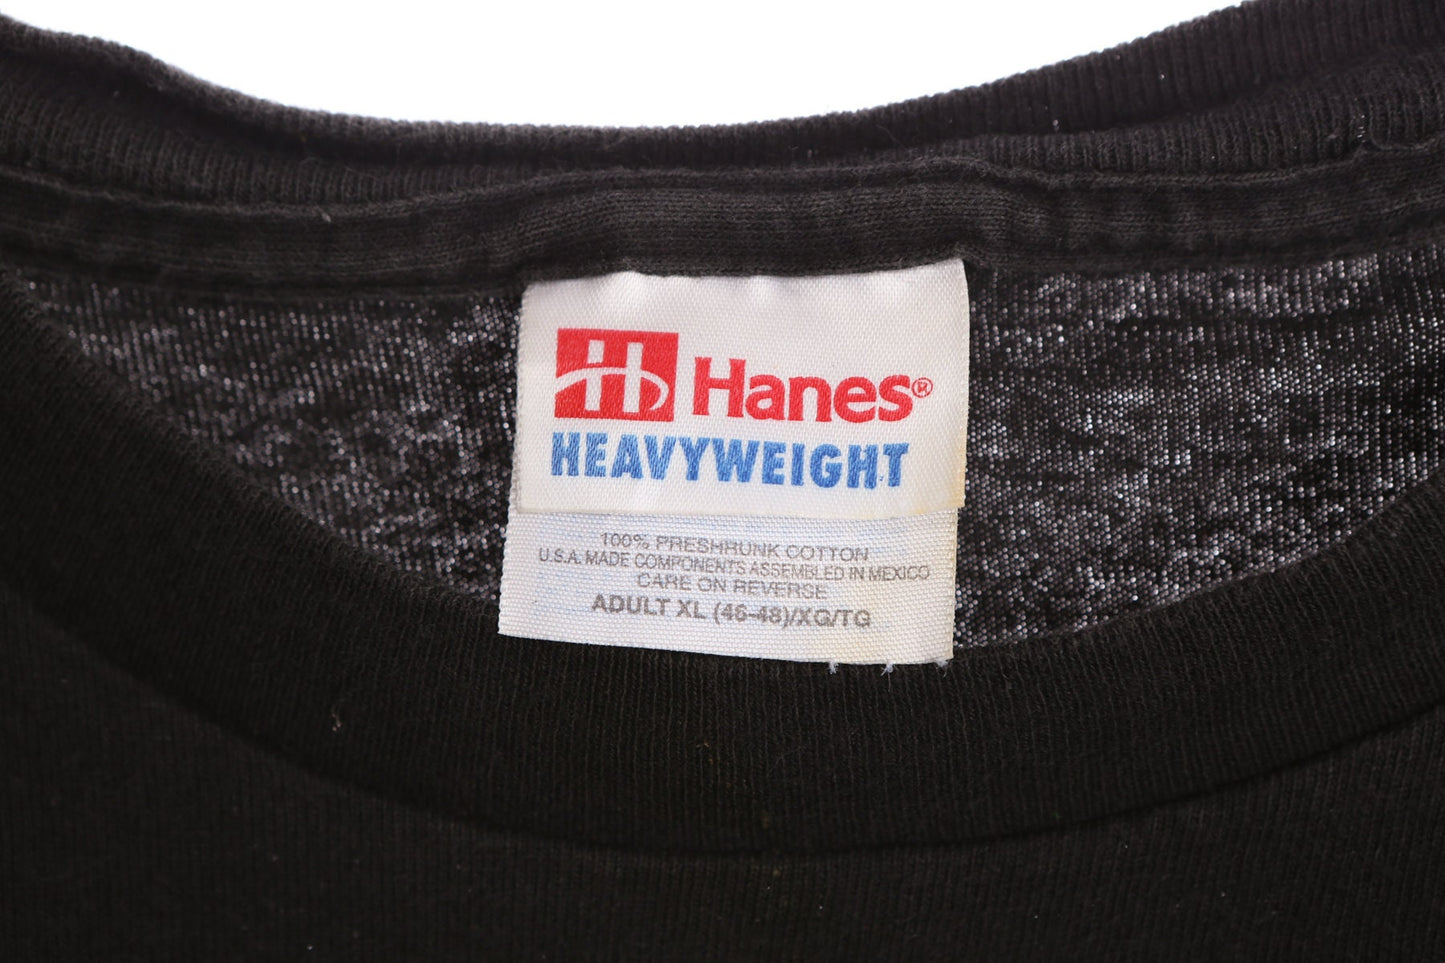 H Hanes®
HEAVYWEIGHT
100% PRESHRUNK COTTON
U.S.A. MADE COMPONENTS ASSEMBLED IN MEXICO
CARE ON REVERSE
ADULT XL (46-48)/XG/TG